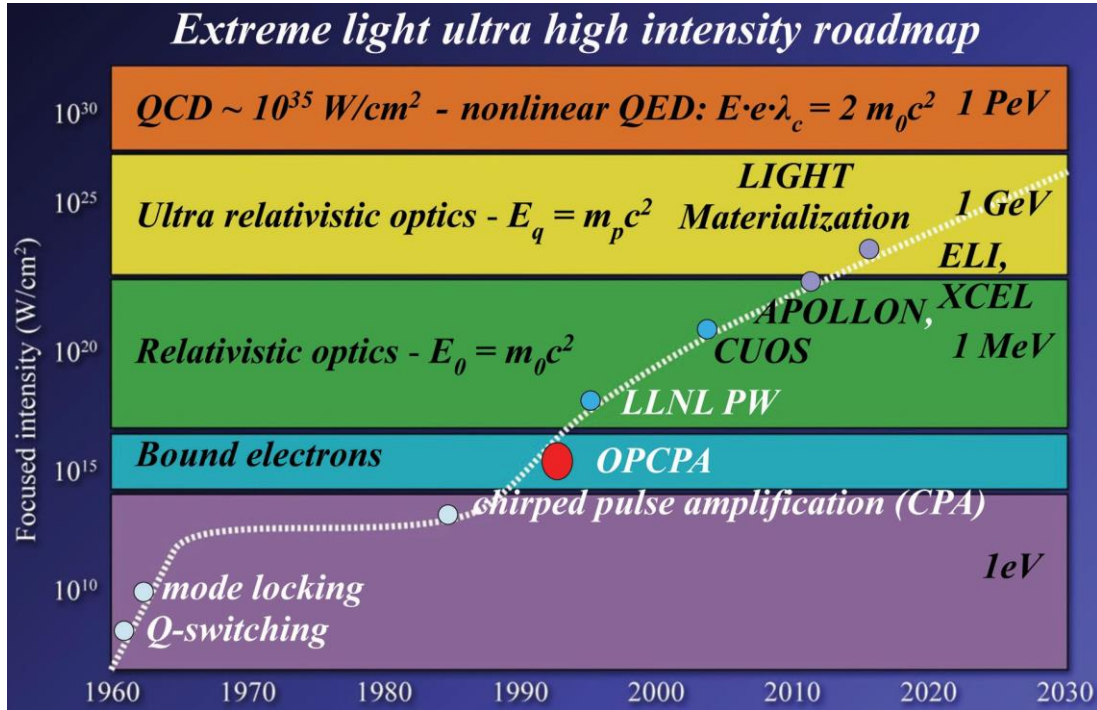 Extreme light ultra high intensity roadmap
Focused intensity (W/cm²)
10³⁰
QCD ~ 10³⁵ W/cm² - nonlinear QED: E·e·λ_c = 2 m₀c²
1 PeV
10²⁵
LIGHT
Materialization
Ultra relativistic optics - E_q = m_pc²
1 GeV
ELI,
XCEL
APOLLON,
10²⁰
Relativistic optics - E₀ = m₀c²
CUOS
1 MeV
LLNL PW
10¹⁵
Bound electrons
OPCPA
chirped pulse amplification (CPA)
1eV
10¹⁰
mode locking
Q-switching
1960 1970 1980 1990 2000 2010 2020 2030